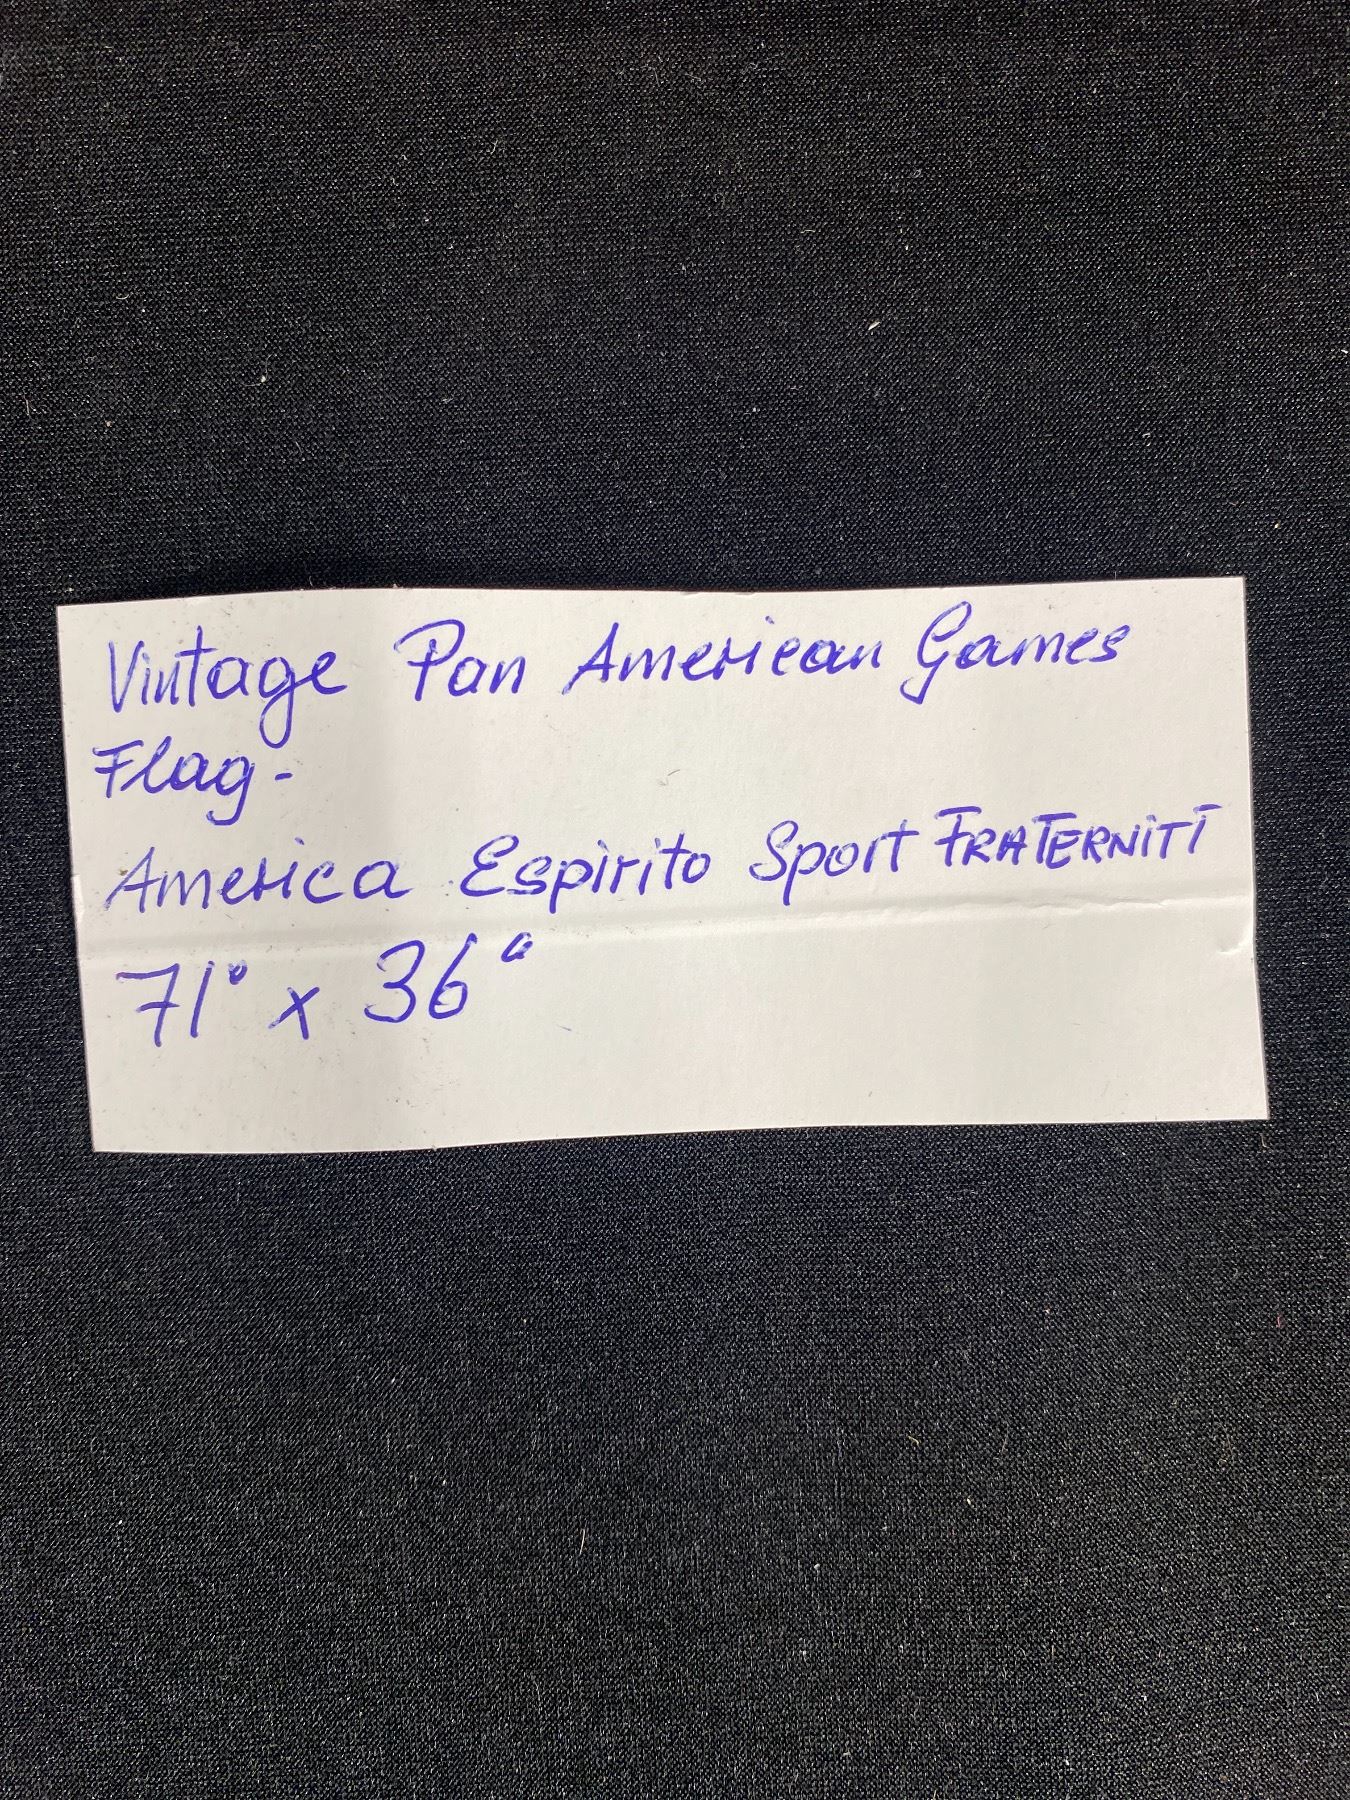 Vintage Pan American Games
Flag-
America Espirito Sport FRATERNITI
71" x 36"